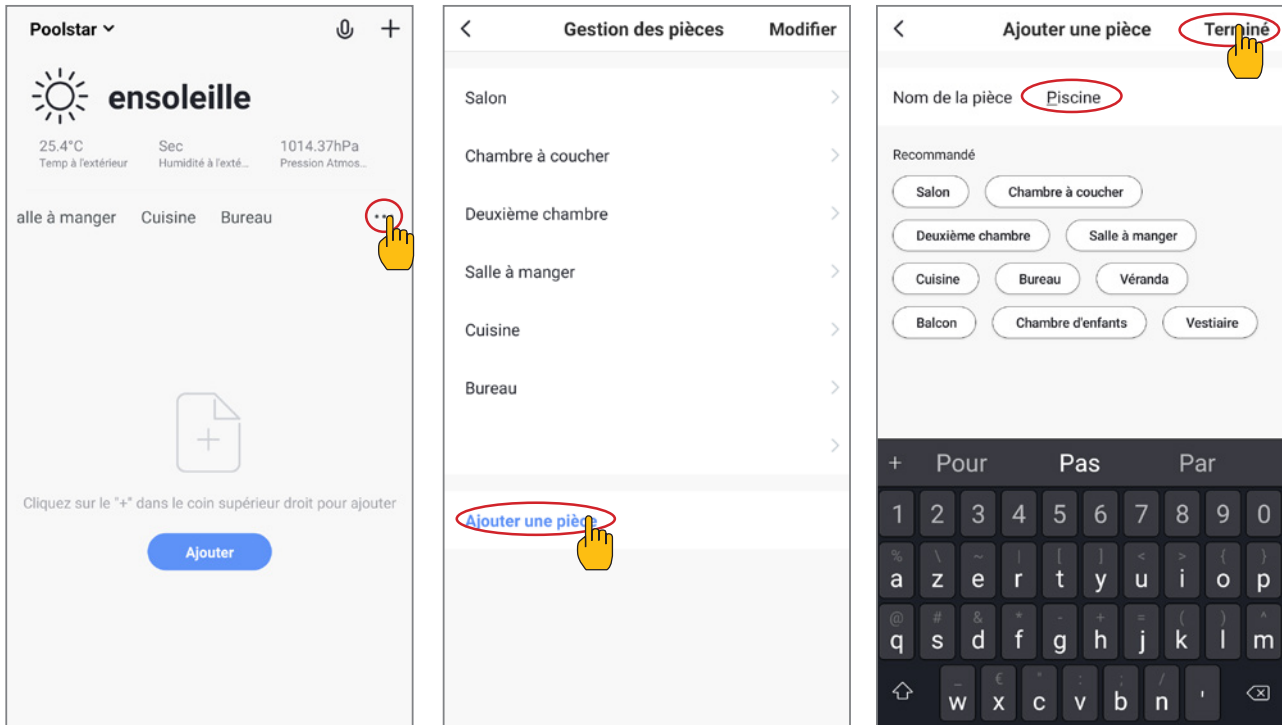 Poolstar
ensoleille
25.4°C Sec 1014.37hPa
Temp à l'extérieur Humidité à l'exté... Pression Atmos...
alle à manger Cuisine Bureau ...
Cliquez sur le "+" dans le coin supérieur droit pour ajouter
Ajouter
Gestion des pièces Modifier
Salon
Chambre à coucher
Deuxième chambre
Salle à manger
Cuisine
Bureau
Ajouter une pièce
Ajouter une pièce Terminé
Nom de la pièce Piscine
Recommandé
Salon Chambre à coucher
Deuxième chambre Salle à manger
Cuisine Bureau Véranda
Balcon Chambre d'enfants Vestiaire
+ Pour Pas Par
1 2 3 4 5 6 7 8 9 0
% \ ~ | [ ] < > { }
a z e r t y u i o p
@ # & * - + = ( ) ^
q s d f g h j k l m
_ € " : ; /
w x c v b n '